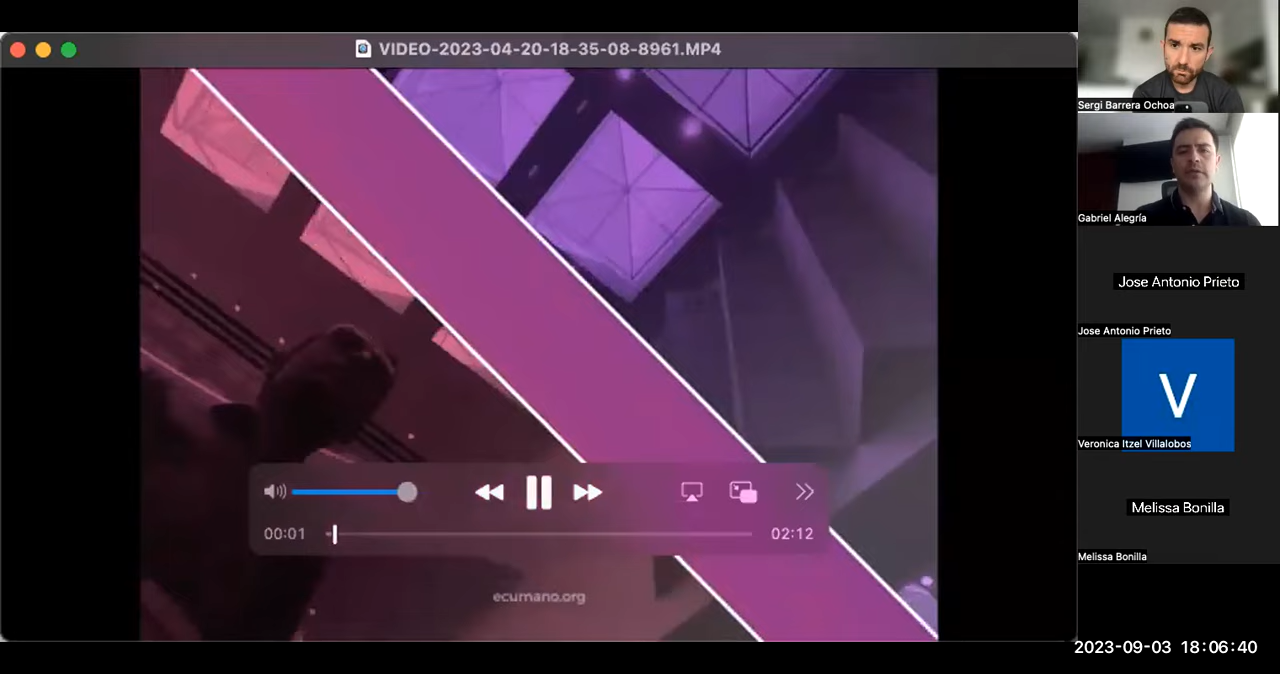 VIDEO-2023-04-20-18-35-08-8961.MP4
00:01
02:12
ecumano.org
Sergi Barrera Ochoa
Gabriel Alegría
Jose Antonio Prieto
Jose Antonio Prieto
V
Veronica Itzel Villalobos
Melissa Bonilla
Melissa Bonilla
2023-09-03 18:06:40